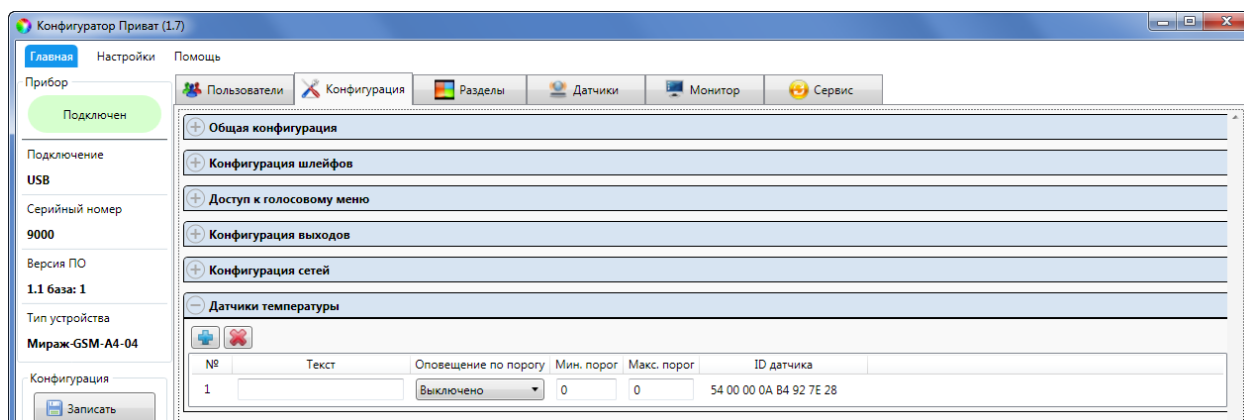 Конфигуратор Приват (1.7)
Главная Настройки Помощь
Прибор
Подключен
Подключение
USB
Серийный номер
9000
Версия ПО
1.1 база: 1
Тип устройства
Мираж-GSM-A4-04
Конфигурация
Записать
Пользователи Конфигурация Разделы Датчики Монитор Сервис
Общая конфигурация
Конфигурация шлейфов
Доступ к голосовому меню
Конфигурация выходов
Конфигурация сетей
Датчики температуры
№ Текст Оповещение по порогу Мин. порог Макс. порог ID датчика
1 Выключено 0 0 54 00 00 0A B4 92 7E 28